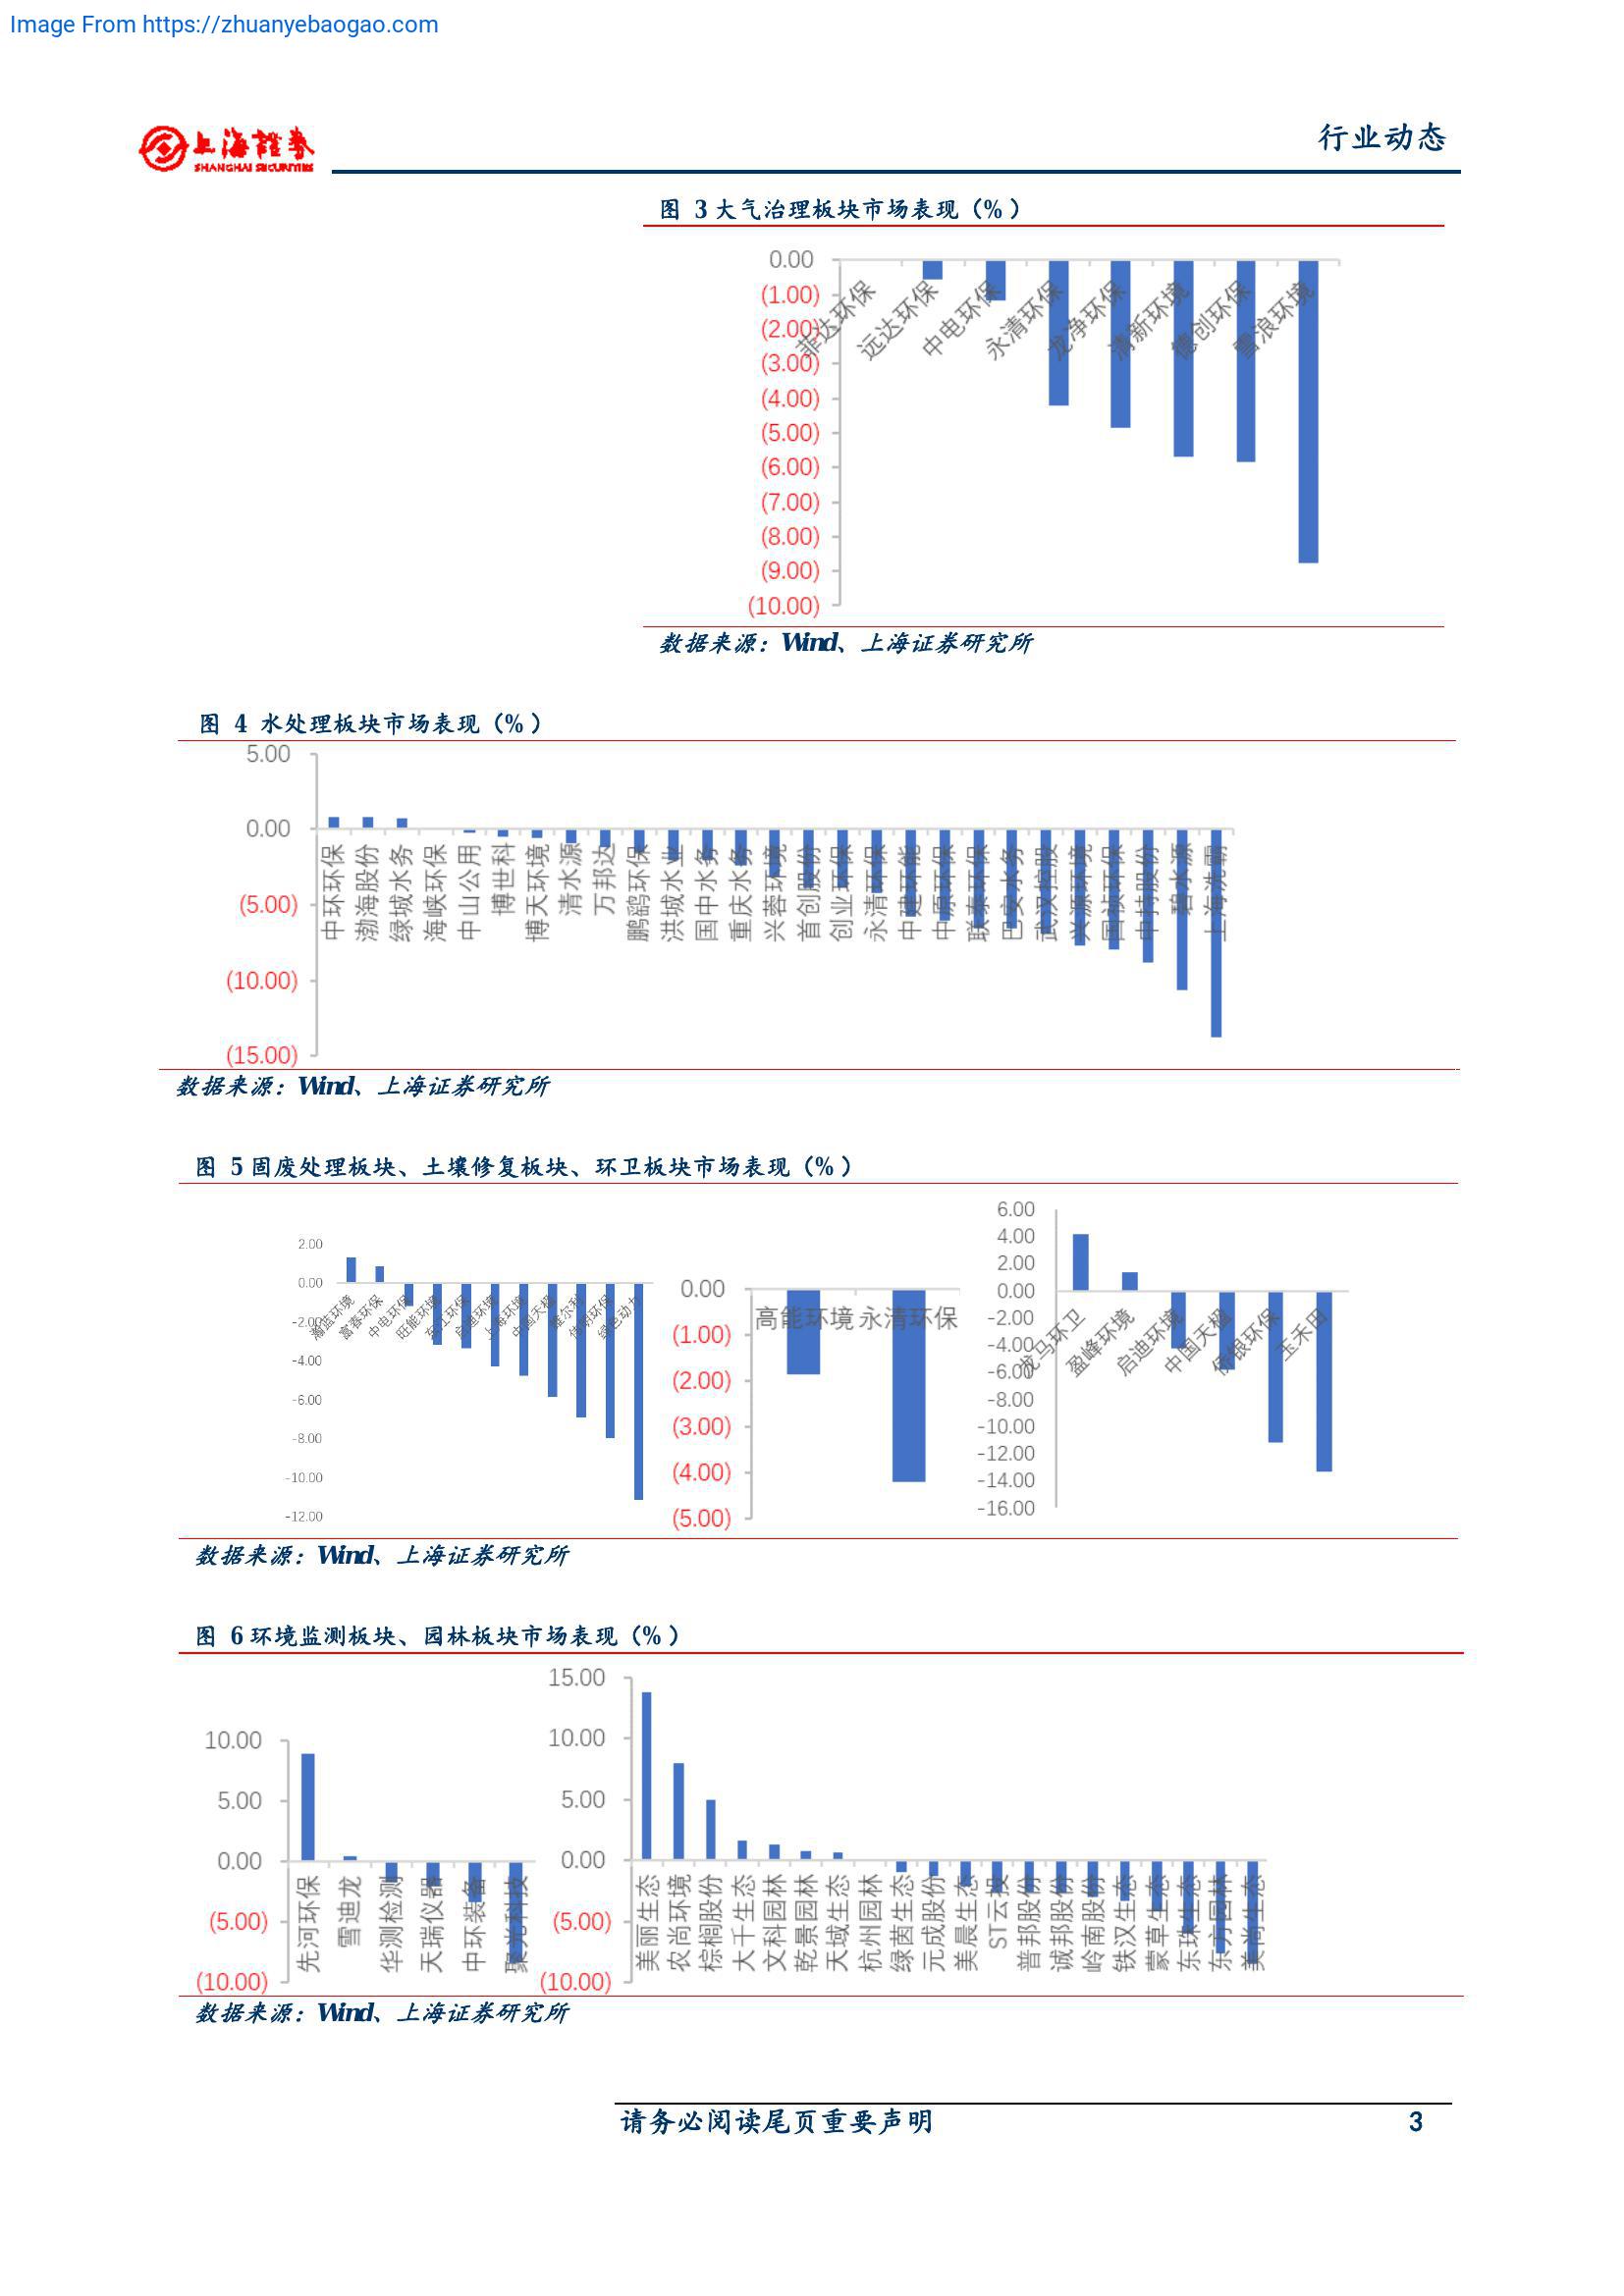 Image From https://zhuanyebaogao.com
上海證券
SHANGHAI SECURITIES
行业动态
图 3 大气治理板块市场表现（%）
0.00
(1.00)
(2.00)
(3.00)
(4.00)
(5.00)
(6.00)
(7.00)
(8.00)
(9.00)
(10.00)
菲达环保 远达环保 中电环保 永清环保 龙净环保 清新环境 德创环保 雪浪环境
数据来源：Wind、上海证券研究所
图 4 水处理板块市场表现（%）
5.00
0.00
(5.00)
(10.00)
(15.00)
中环环保 渤海股份 绿城水务 海峡环保 中山公用 博世科 博天环境 清水源 万邦达 鹏鹞环保 洪城水业 国中水务 重庆水务 兴蓉环境 首创股份 创业环保 永清环保 中建环能 中原环保 联泰环保 巴安水务 武汉控股 兴源环境 国祯环保 中持股份 碧水源 上海洗霸
数据来源：Wind、上海证券研究所
图 5 固废处理板块、土壤修复板块、环卫板块市场表现（%）
2.00
0.00
-2.00
-4.00
-6.00
-8.00
-10.00
-12.00
瀚蓝环境 富春环保 中电环保 旺能环境 东江环保 启迪环境 上海环境 中国天楹 维尔利 伟明环保 绿色动力
0.00
(1.00)
(2.00)
(3.00)
(4.00)
(5.00)
高能环境 永清环保
6.00
4.00
2.00
0.00
-2.00
-4.00
-6.00
-8.00
-10.00
-12.00
-14.00
-16.00
龙马环卫 盈峰环境 启迪环境 中国天楹 侨银环保 玉禾田
数据来源：Wind、上海证券研究所
图 6 环境监测板块、园林板块市场表现（%）
10.00
5.00
0.00
(5.00)
(10.00)
先河环保 雪迪龙 华测检测 天瑞仪器 中环装备 聚光科技
15.00
10.00
5.00
0.00
(5.00)
(10.00)
美丽生态 农尚环境 棕榈股份 大千生态 文科园林 乾景园林 天域生态 杭州园林 绿茵生态 元成股份 美晨生态 ST云投 普邦股份 诚邦股份 岭南股份 铁汉生态 蒙草生态 东珠生态 东方园林 美尚生态
数据来源：Wind、上海证券研究所
请务必阅读尾页重要声明
3